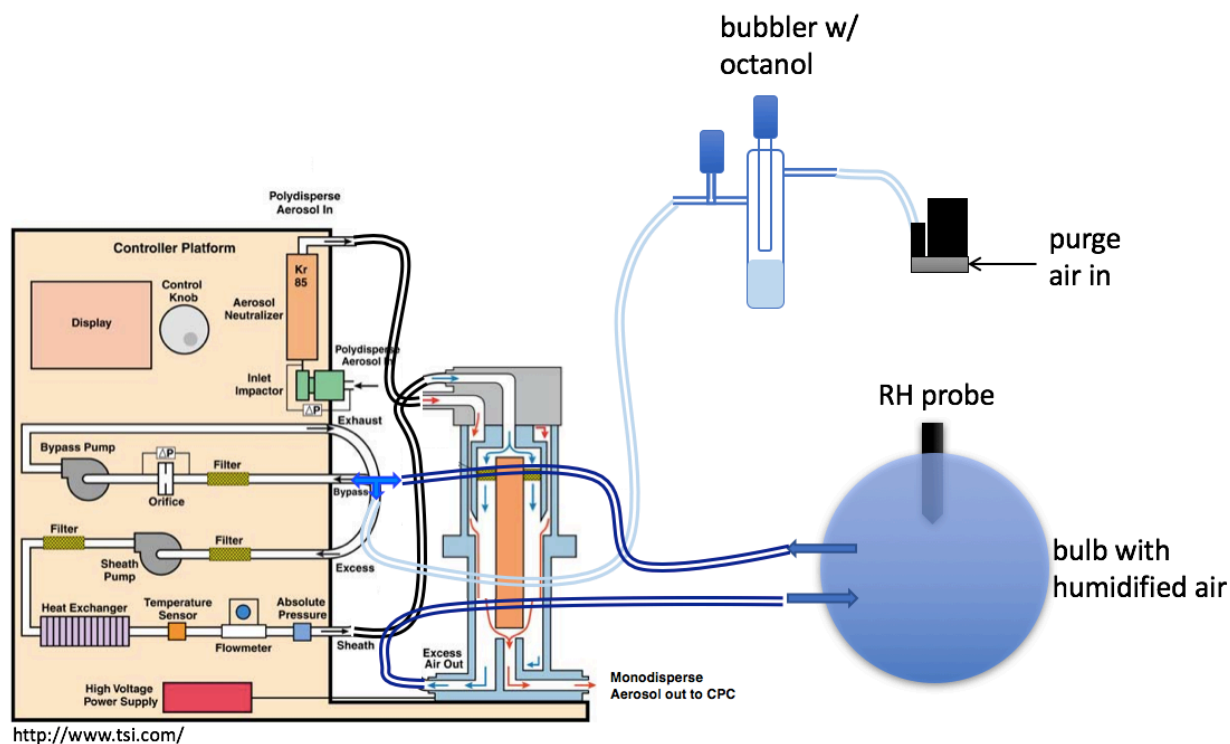 bubbler w/
octanol
purge
air in
Polydisperse
Aerosol In
Controller Platform
Kr
85
Control
Knob
Display
Aerosol
Neutralizer
Polydisperse
Aerosol In
Inlet
Impactor
ΔP
Exhaust
RH probe
Bypass Pump
ΔP
Filter
Orifice
Bypass
bulb with
humidified air
Filter
Filter
Sheath
Pump
Excess
Heat Exchanger
Temperature
Sensor
Absolute
Pressure
Flowmeter
Sheath
Excess
Air Out
High Voltage
Power Supply
Monodisperse
Aerosol out to CPC
http://www.tsi.com/